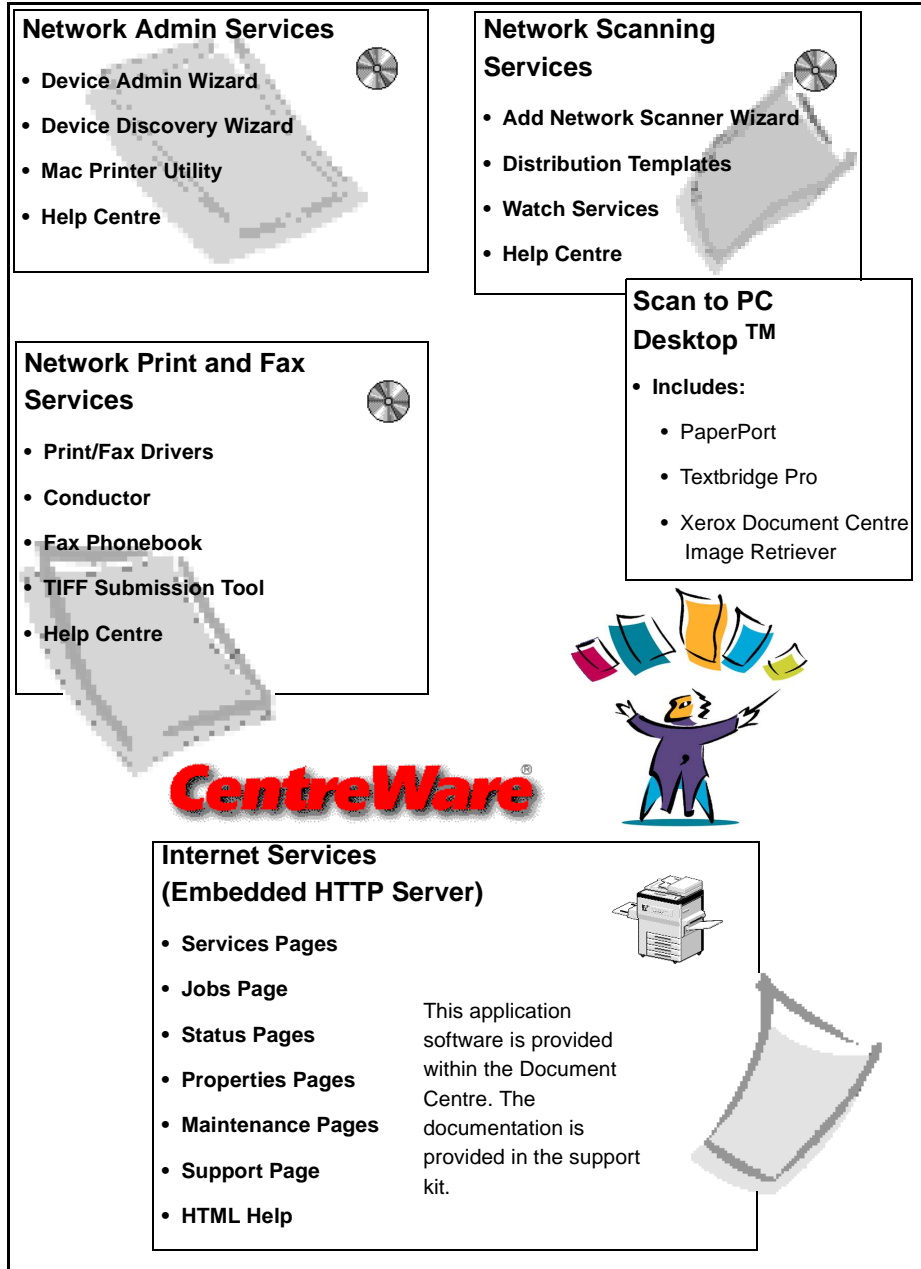 Network Admin Services
• Device Admin Wizard
• Device Discovery Wizard
• Mac Printer Utility
• Help Centre
Network Scanning
Services
• Add Network Scanner Wizard
• Distribution Templates
• Watch Services
• Help Centre
Scan to PC
Desktop TM
• Includes:
• PaperPort
• Textbridge Pro
• Xerox Document Centre
Image Retriever
Network Print and Fax
Services
• Print/Fax Drivers
• Conductor
• Fax Phonebook
• TIFF Submission Tool
• Help Centre
CentreWare®
Internet Services
(Embedded HTTP Server)
• Services Pages
• Jobs Page
• Status Pages
• Properties Pages
• Maintenance Pages
• Support Page
• HTML Help
This application
software is provided
within the Document
Centre. The
documentation is
provided in the support
kit.